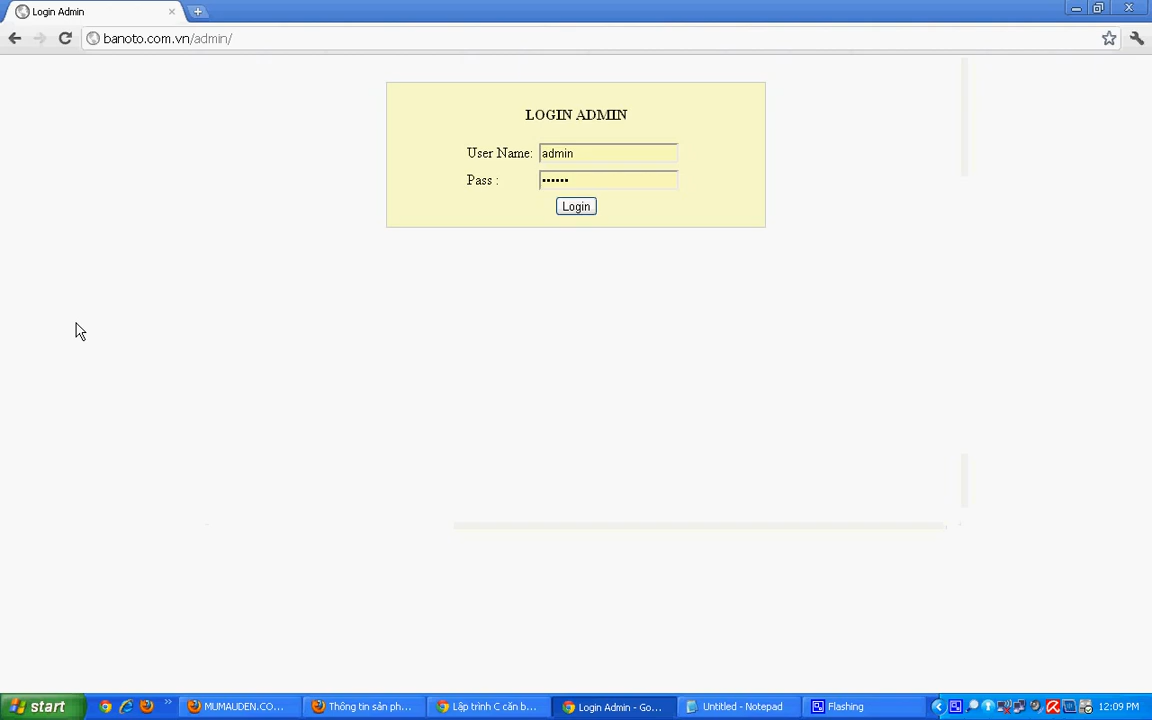 Login Admin
banoto.com.vn/admin/
LOGIN ADMIN
User Name: admin
Pass : ••••••
Login
start
MUMAUDEN.CO...
Thông tin sản ph...
Lập trình C căn b...
Login Admin - Go...
Untitled - Notepad
Flashing
12:09 PM